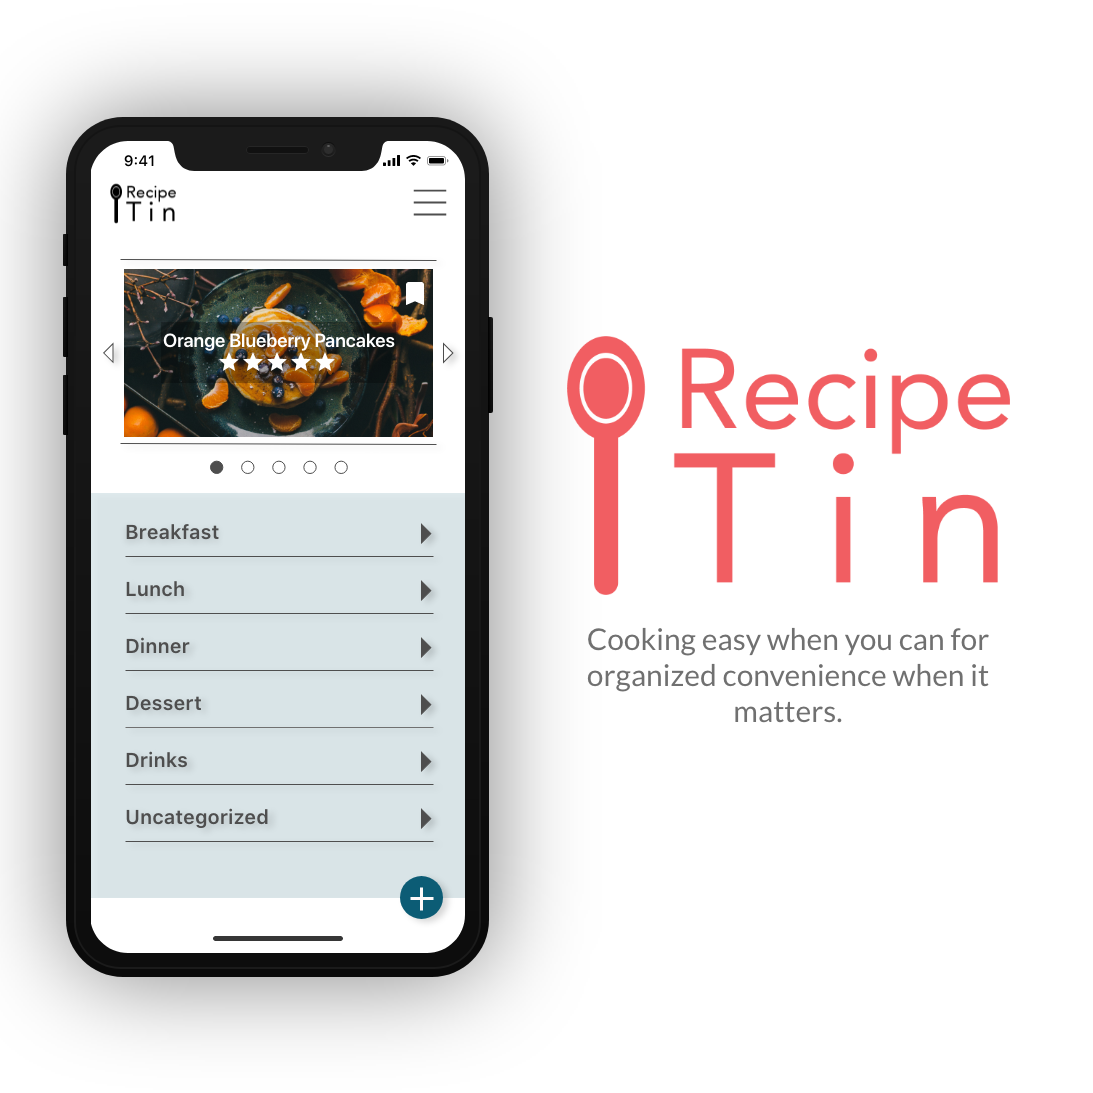 9:41
Recipe
Tin
Orange Blueberry Pancakes
Breakfast
Lunch
Dinner
Dessert
Drinks
Uncategorized
Recipe
Tin
Cooking easy when you can for
organized convenience when it
matters.